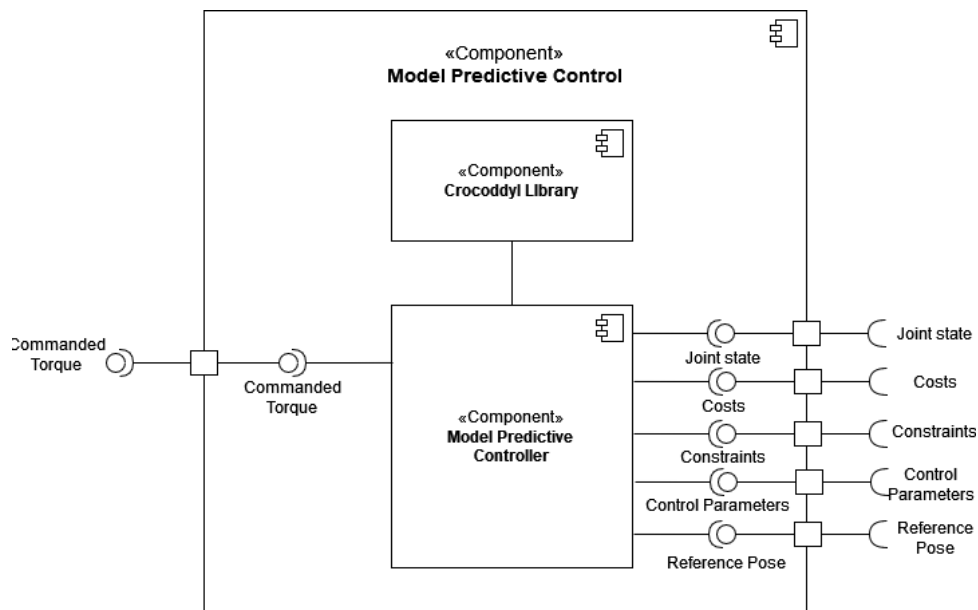 «Component»
Model Predictive Control
«Component»
Crocoddyl LIbrary
Commanded
Torque
Commanded
Torque
«Component»
Model Predictive
Controller
Joint state
Costs
Constraints
Control Parameters
Reference Pose
Joint state
Costs
Constraints
Control
Parameters
Reference
Pose